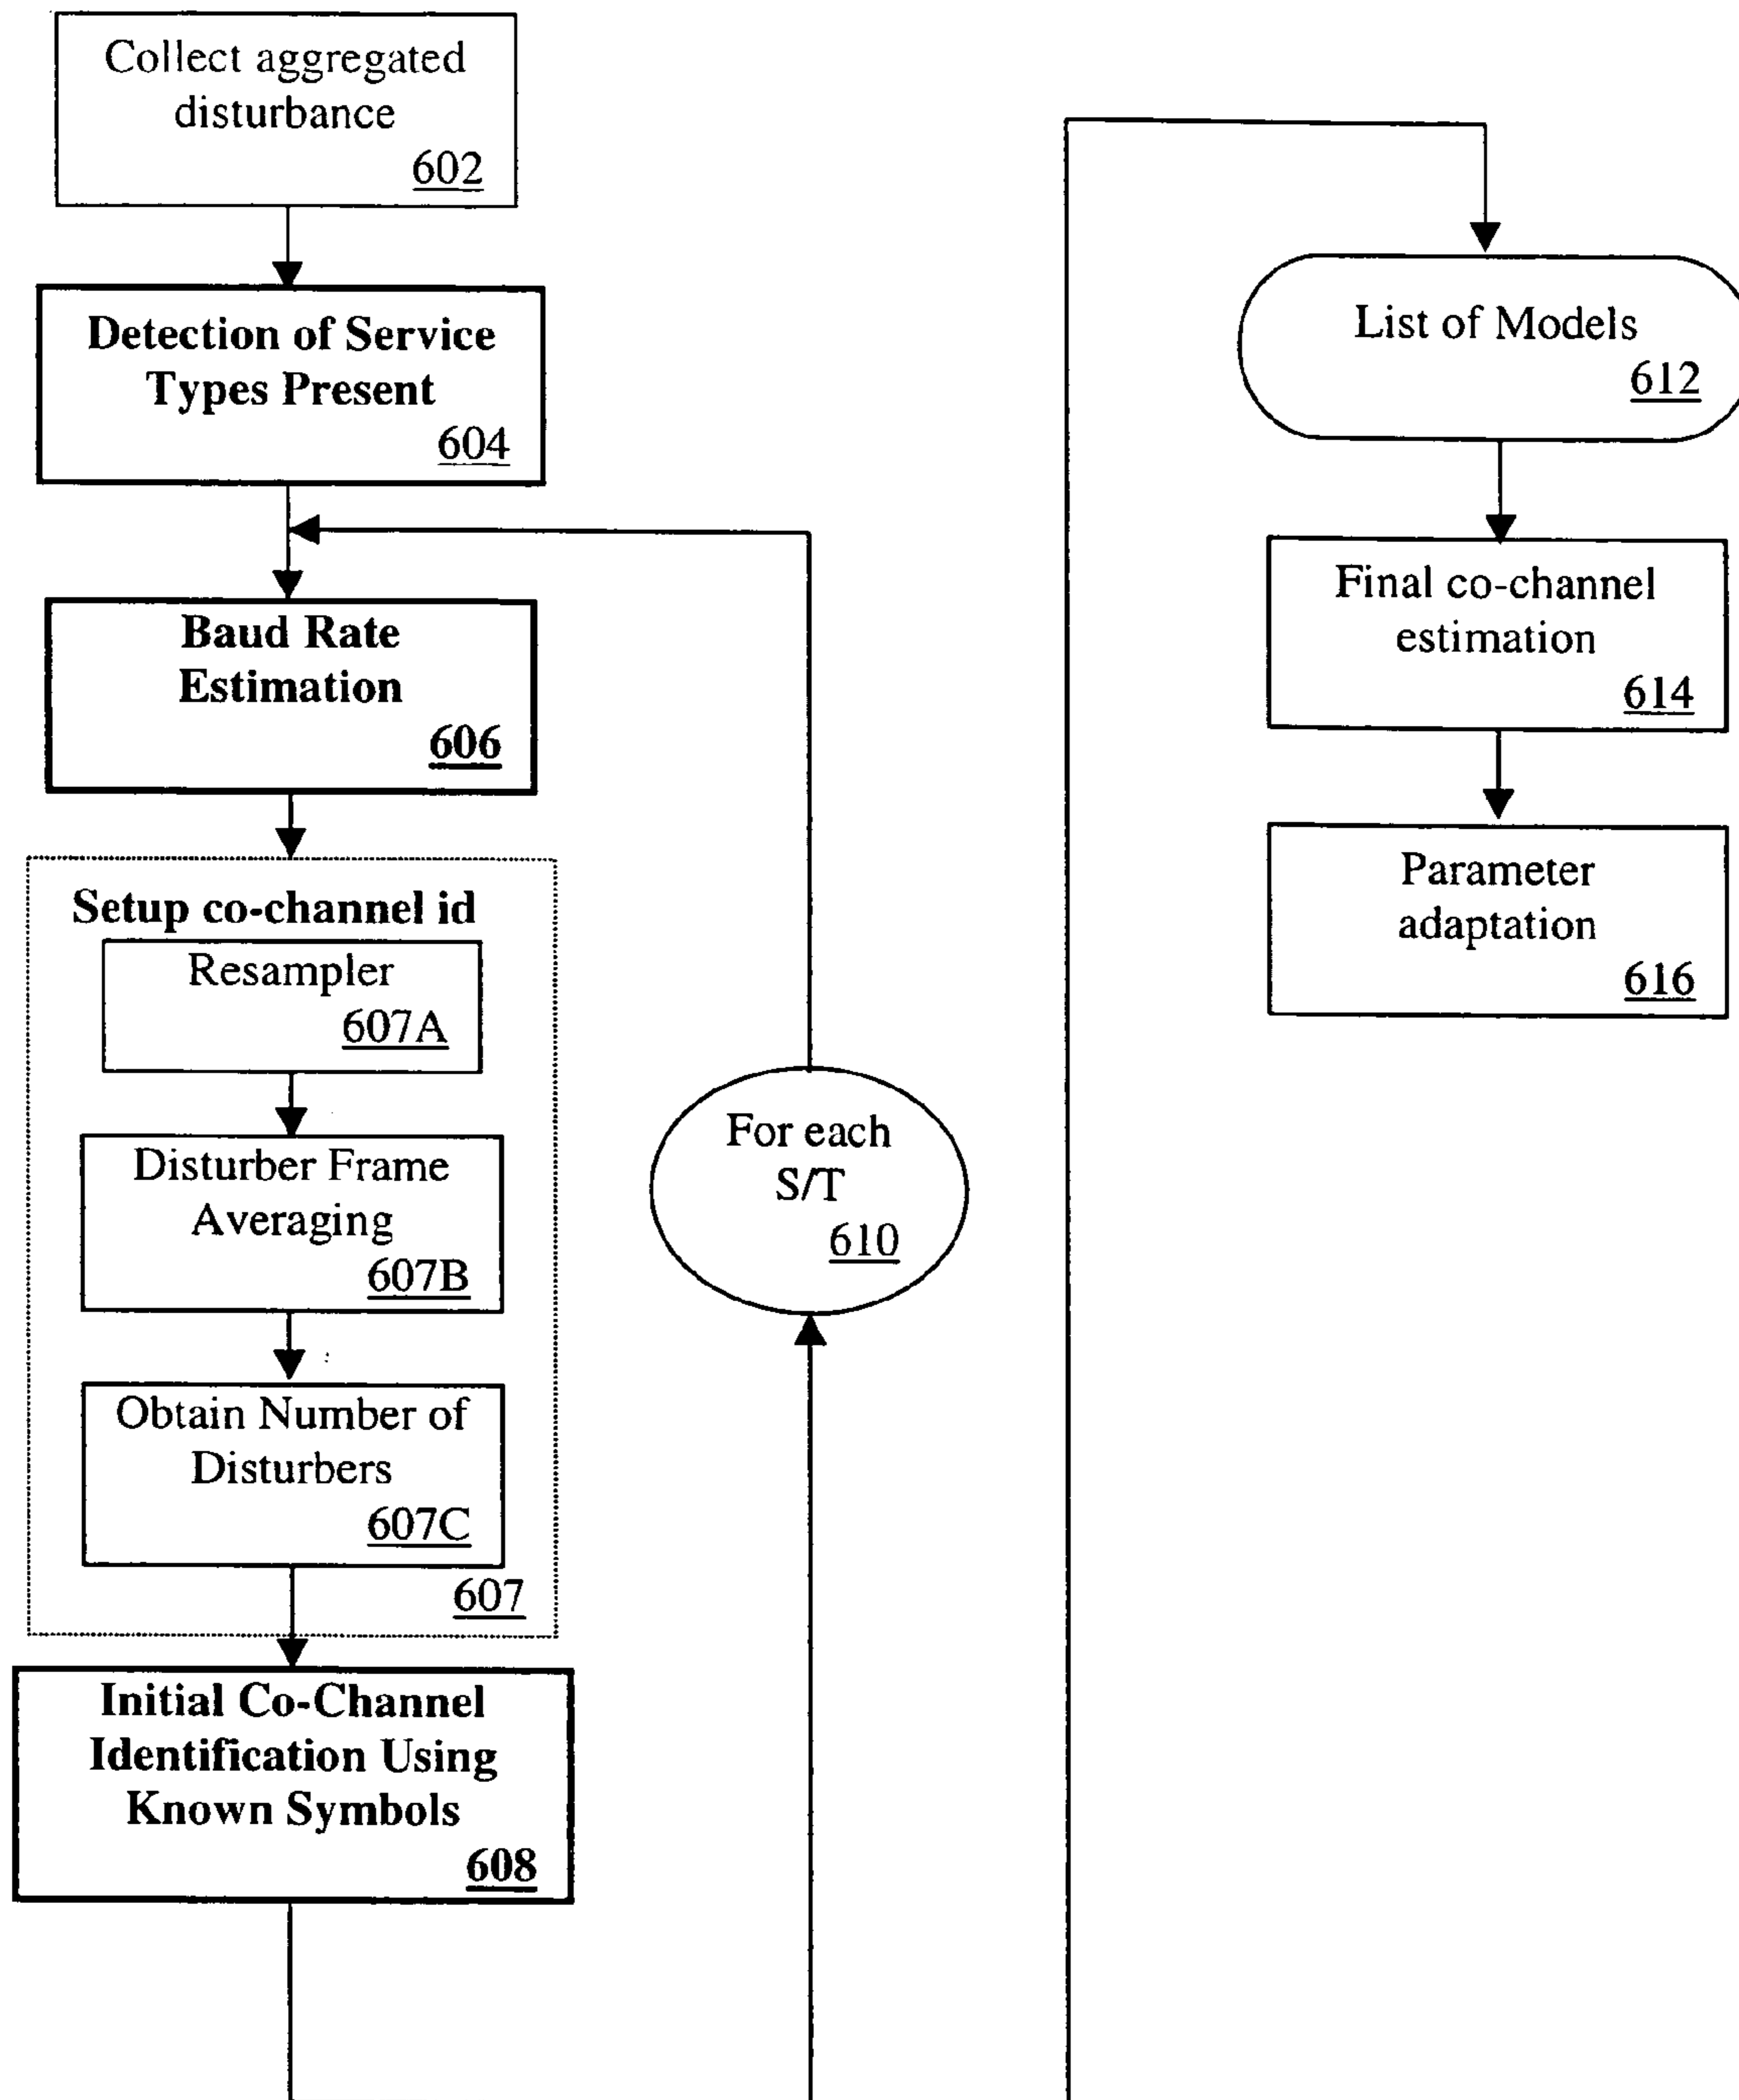 Collect aggregated
disturbance
602
Detection of Service
Types Present
604
Baud Rate
Estimation
606
Setup co-channel id
Resampler
607A
Disturber Frame
Averaging
607B
Obtain Number of
Disturbers
607C
607
Initial Co-Channel
Identification Using
Known Symbols
608
For each
S/T
610
List of Models
612
Final co-channel
estimation
614
Parameter
adaptation
616